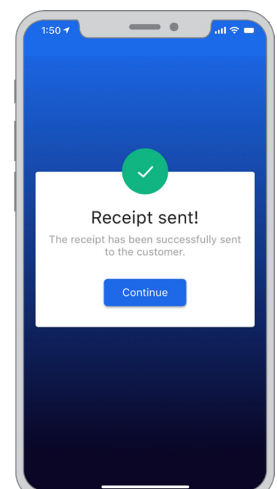 1:50
Receipt sent!
The receipt has been successfully sent
to the customer.
Continue